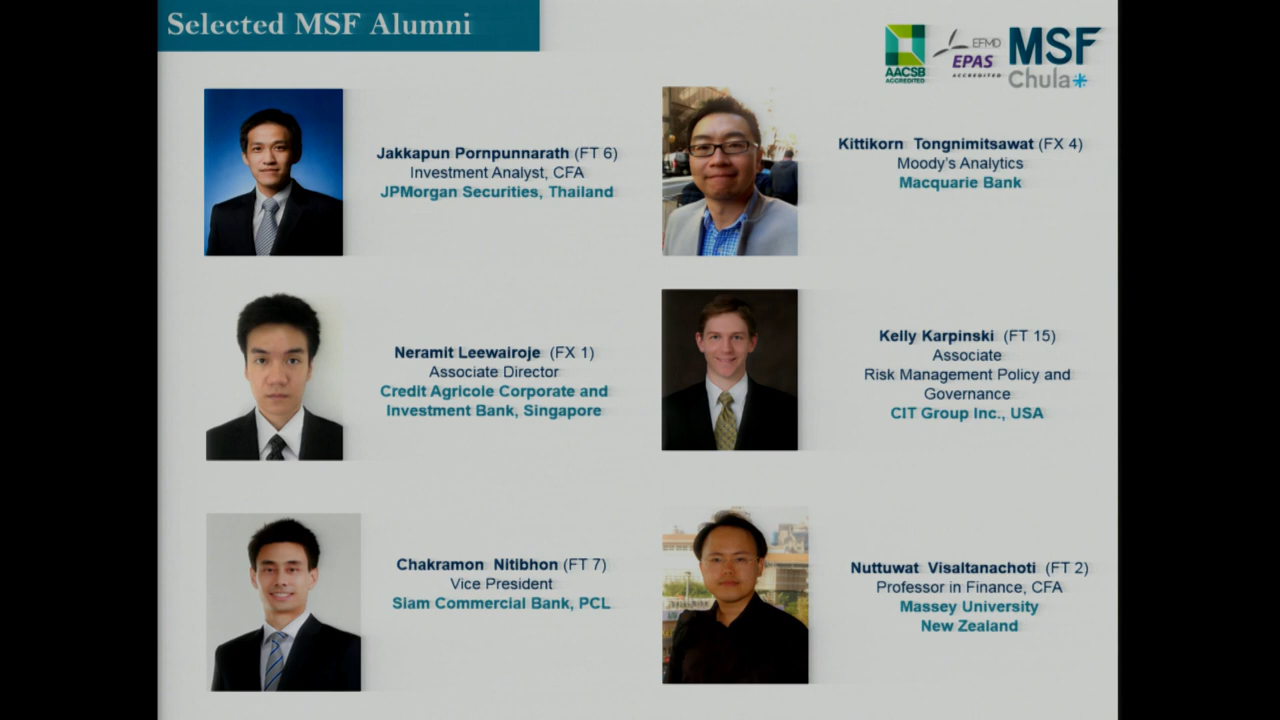 Selected MSF Alumni
AACSB
ACCREDITED
EFMD
EPAS
ACCREDITED
MSF
Chula
Jakkapun Pornpunnarath (FT 6)
Investment Analyst, CFA
JPMorgan Securities, Thailand
Kittikorn Tongnimitsawat (FX 4)
Moody's Analytics
Macquarie Bank
Neramit Leewairoje (FX 1)
Associate Director
Credit Agricole Corporate and
Investment Bank, Singapore
Kelly Karpinski (FT 15)
Associate
Risk Management Policy and
Governance
CIT Group Inc., USA
Chakramon Nitibhon (FT 7)
Vice President
Siam Commercial Bank, PCL
Nuttuwat Visaltanachoti (FT 2)
Professor in Finance, CFA
Massey University
New Zealand